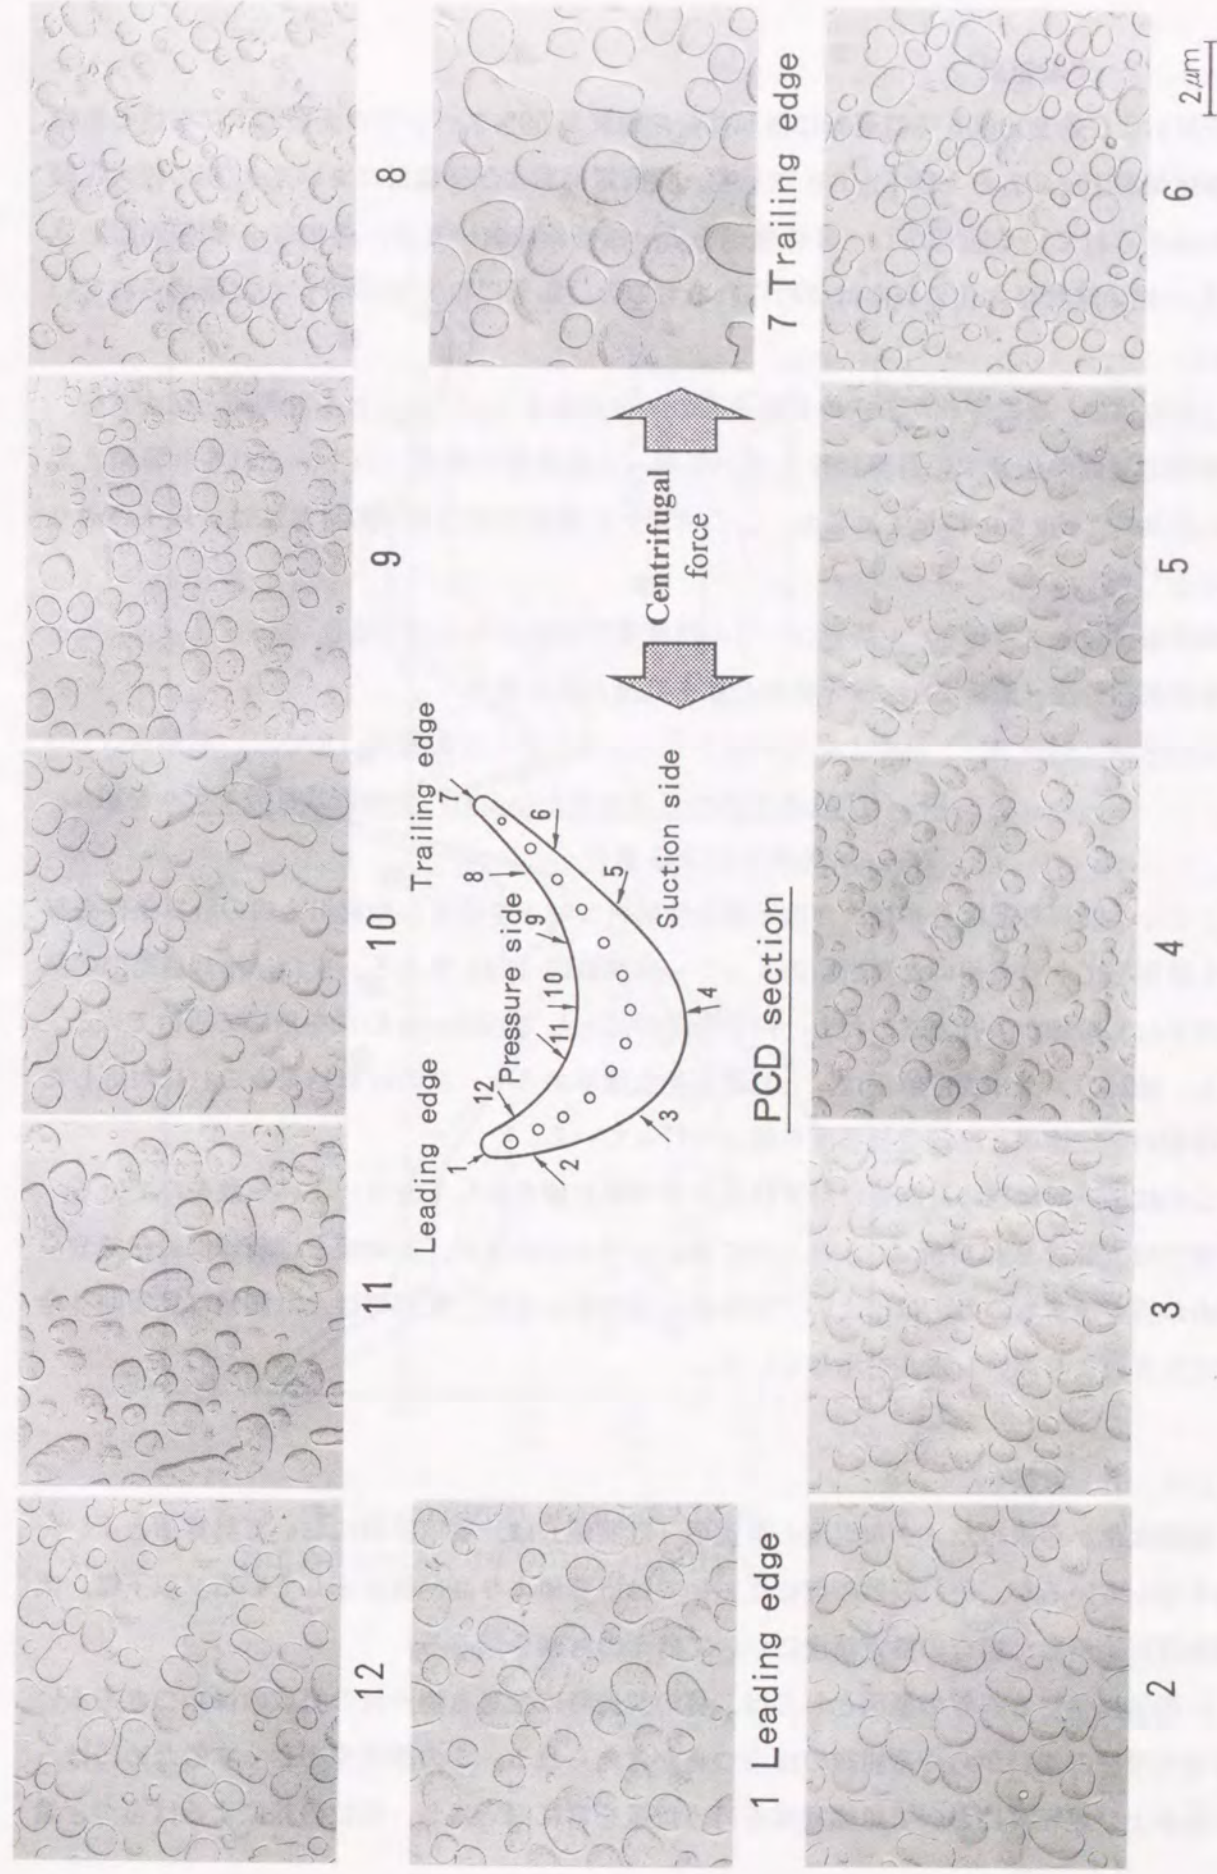 12
11
10
9
8
Leading edge
Trailing edge
1
12
Pressure side
11
10
9
8
7
2
3
4
5
6
Suction side
PCD section
Centrifugal
force
1 Leading edge
7 Trailing edge
2
3
4
5
6
2 μm